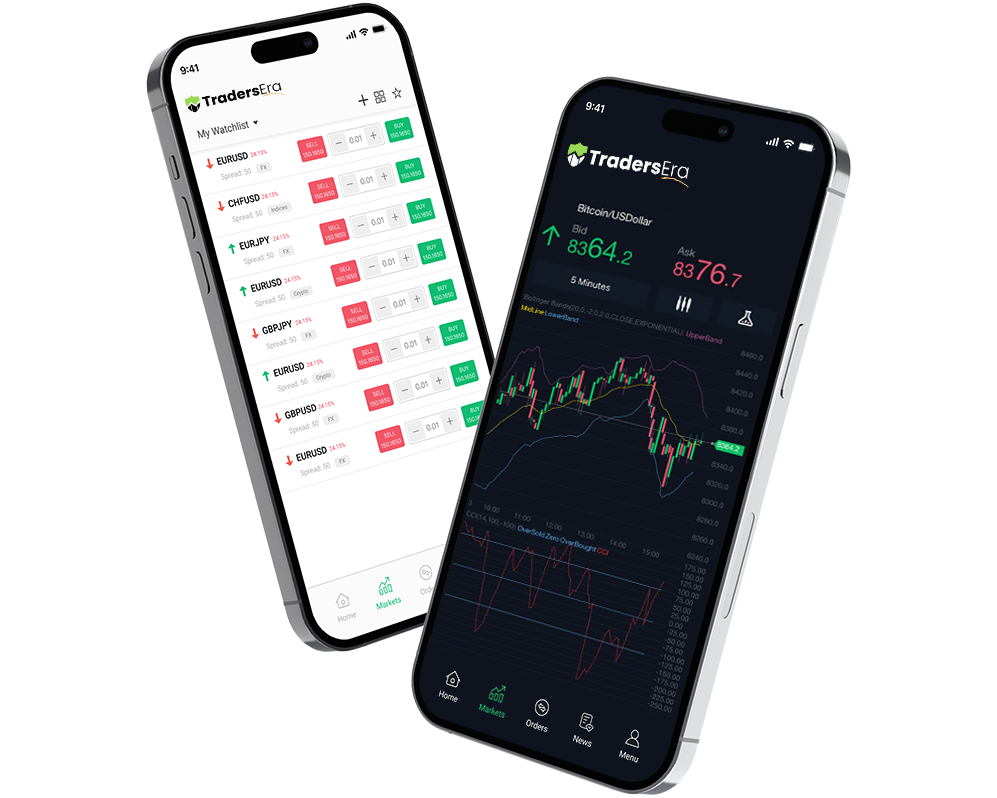 9:41
TradersEra
My Watchlist
EURUSD 24.15%
Spread: 50 FX
SELL
150.1650
0.01
BUY
150.1650
CHFUSD 24.15%
Spread: 50 Indices
SELL
150.1650
0.01
BUY
150.1650
EURJPY 24.15%
Spread: 50 FX
SELL
150.1650
0.01
BUY
150.1650
EURUSD 24.15%
Spread: 50 Crypto
SELL
150.1650
0.01
BUY
150.1650
GBPJPY 24.15%
Spread: 50 FX
SELL
150.1650
0.01
BUY
150.1650
EURUSD 24.15%
Spread: 50 Crypto
SELL
150.1650
0.01
BUY
150.1650
GBPUSD 24.15%
Spread: 50 FX
SELL
150.1650
0.01
BUY
150.1650
EURUSD 24.15%
Spread: 50 FX
SELL
150.1650
0.01
BUY
Home
Markets
9:41
TradersEra
Bitcoin/USDollar
Bid
8364.2
Ask
8376.7
5 Minutes
Bollinger Bands(20,0,-2.0,2.0,CLOSE,EXPONENTIAL): UpperBand
MidLine LowerBand
8460.0
8440.0
8420.0
8400.0
8380.0
8364.2
8340.0
8320.0
8300.0
8280.0
8260.0
8240.0
10:00
11:00
12:00
13:00
14:00
15:00
CCI(14,100,-100): OverSold Zero OverBought CCI
175.00
150.00
125.00
100.00
75.00
50.00
25.00
0.00
-25.00
-50.00
-75.00
-100.00
-125.00
-150.00
-175.00
-200.00
-225.00
-250.00
Home
Markets
Orders
News
Menu